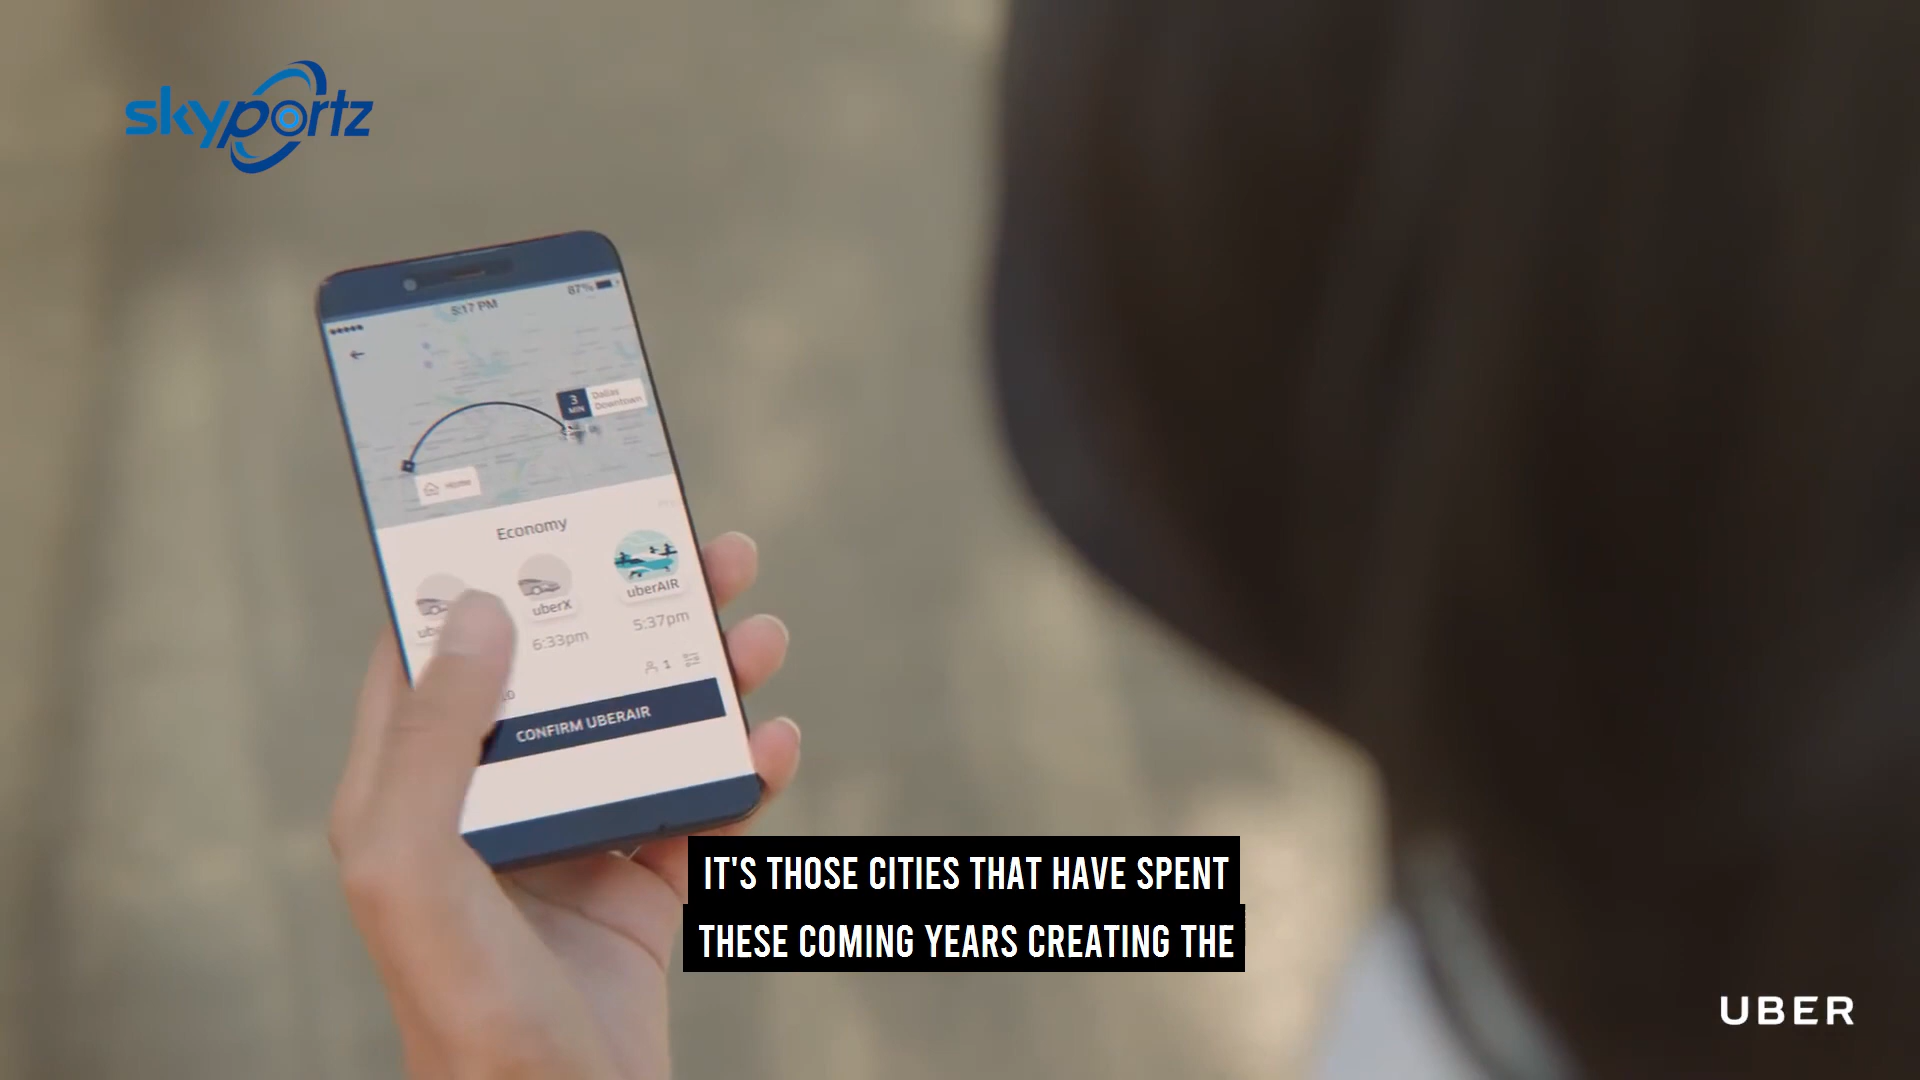 skyportz
5:17 PM
87%
3
MIN
Dallas
Downtown
Home
Economy
uberX
uberAIR
6:33pm
5:37pm
1
CONFIRM UBERAIR
IT'S THOSE CITIES THAT HAVE SPENT
THESE COMING YEARS CREATING THE
UBER